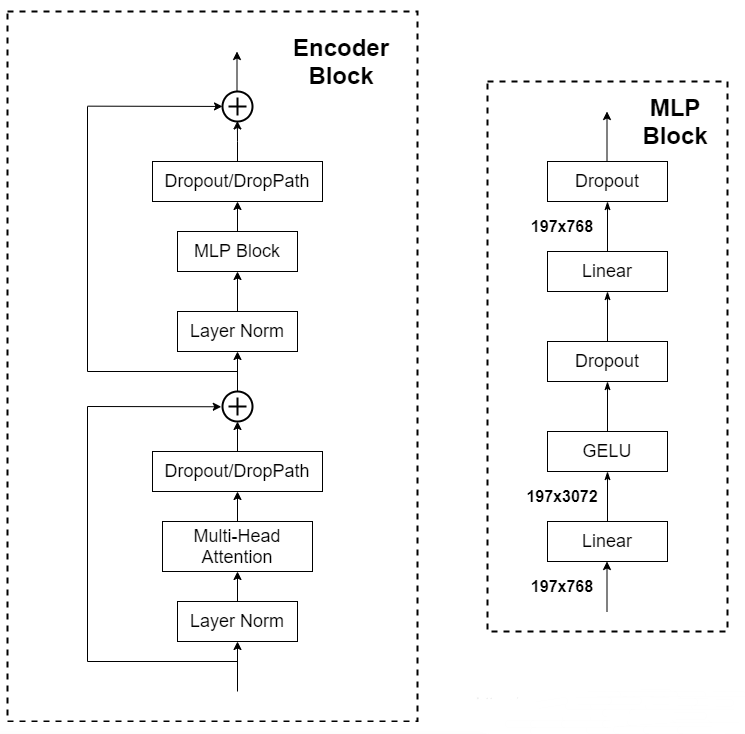 Encoder
Block
Dropout/DropPath
MLP Block
Layer Norm
Dropout/DropPath
Multi-Head
Attention
Layer Norm
MLP
Block
Dropout
197x768
Linear
Dropout
GELU
197x3072
Linear
197x768